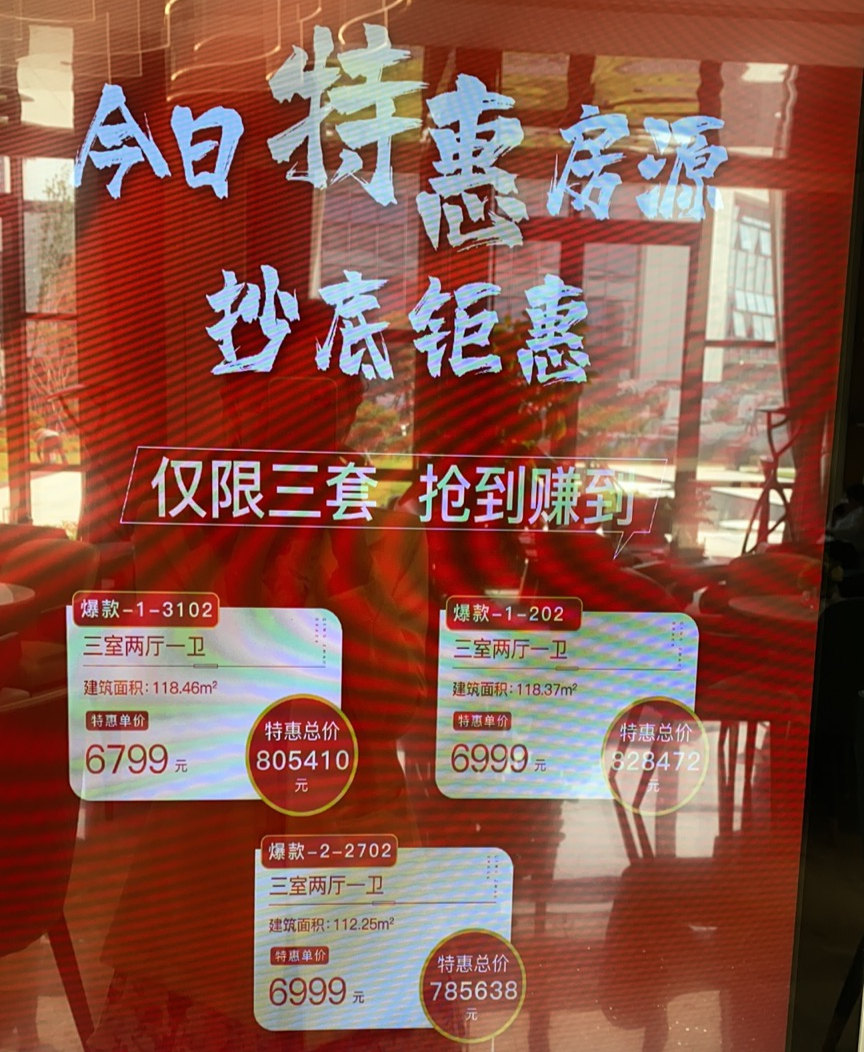 今日特惠房源
抄底钜惠
仅限三套 抢到赚到
爆款-1-3102
三室两厅一卫
建筑面积:118.46m²
特惠单价
6799元
特惠总价
805410
元
爆款-1-202
三室两厅一卫
建筑面积:118.37m²
特惠单价
6999元
特惠总价
828472
元
爆款-2-2702
三室两厅一卫
建筑面积:112.25m²
特惠单价
6999元
特惠总价
785638
元